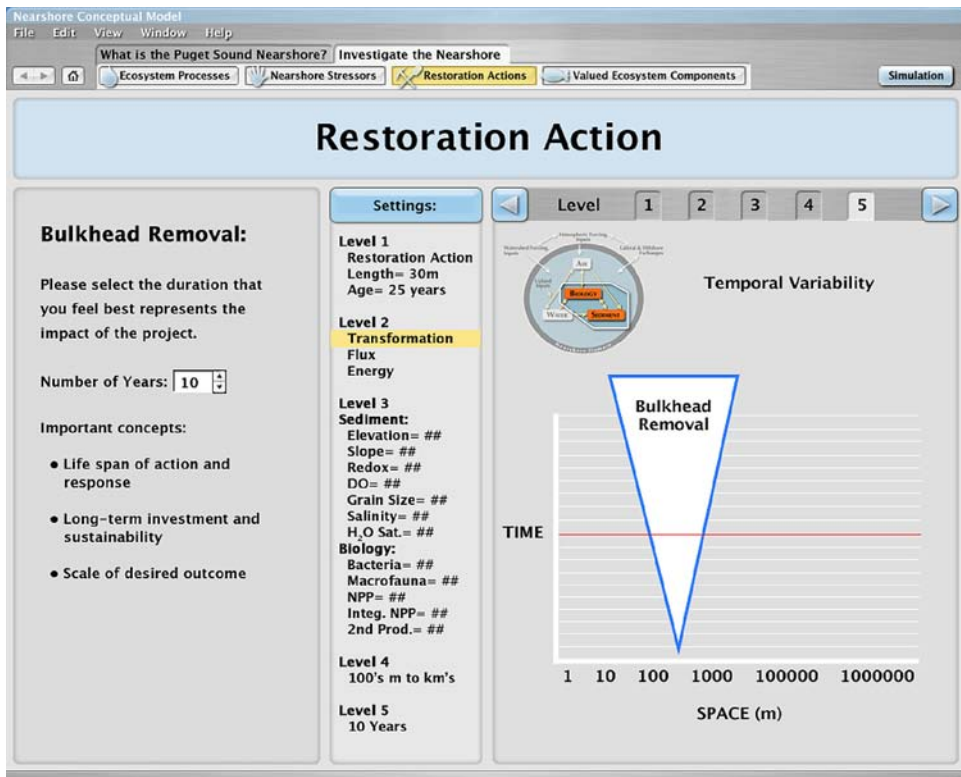 Nearshore Conceptual Model
File Edit View Window Help
What is the Puget Sound Nearshore? Investigate the Nearshore
Ecosystem Processes Nearshore Stressors Restoration Actions Valued Ecosystem Components Simulation
Restoration Action
Bulkhead Removal:
Please select the duration that
you feel best represents the
impact of the project.
Number of Years: 10
Important concepts:
• Life span of action and
response
• Long-term investment and
sustainability
• Scale of desired outcome
Settings:
Level 1
Restoration Action
Length= 30m
Age= 25 years
Level 2
Transformation
Flux
Energy
Level 3
Sediment:
Elevation= ##
Slope= ##
Redox= ##
DO= ##
Grain Size= ##
Salinity= ##
H₂O Sat.= ##
Biology:
Bacteria= ##
Macrofauna= ##
NPP= ##
Integ. NPP= ##
2nd Prod.= ##
Level 4
100's m to km's
Level 5
10 Years
Level 1 2 3 4 5
Air
Biology
Water Sediment
Temporal Variability
Bulkhead
Removal
TIME
1 10 100 1000 100000 1000000
SPACE (m)